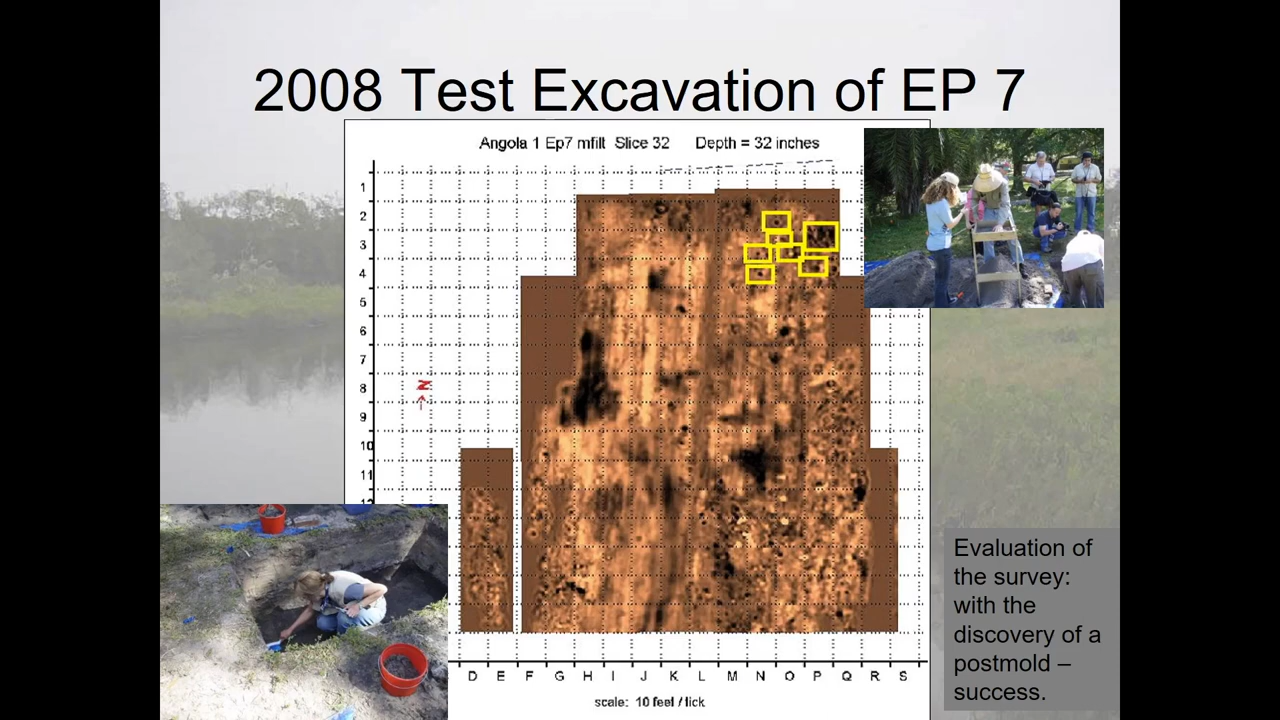 2008 Test Excavation of EP 7
Angola 1 Ep7 mfilt Slice 32 Depth = 32 inches
1
2
3
4
5
6
7
8
9
10
11
N
D E F G H I J K L M N O P Q R S
scale: 10 feel / lick
Evaluation of
the survey:
with the
discovery of a
postmold –
success.